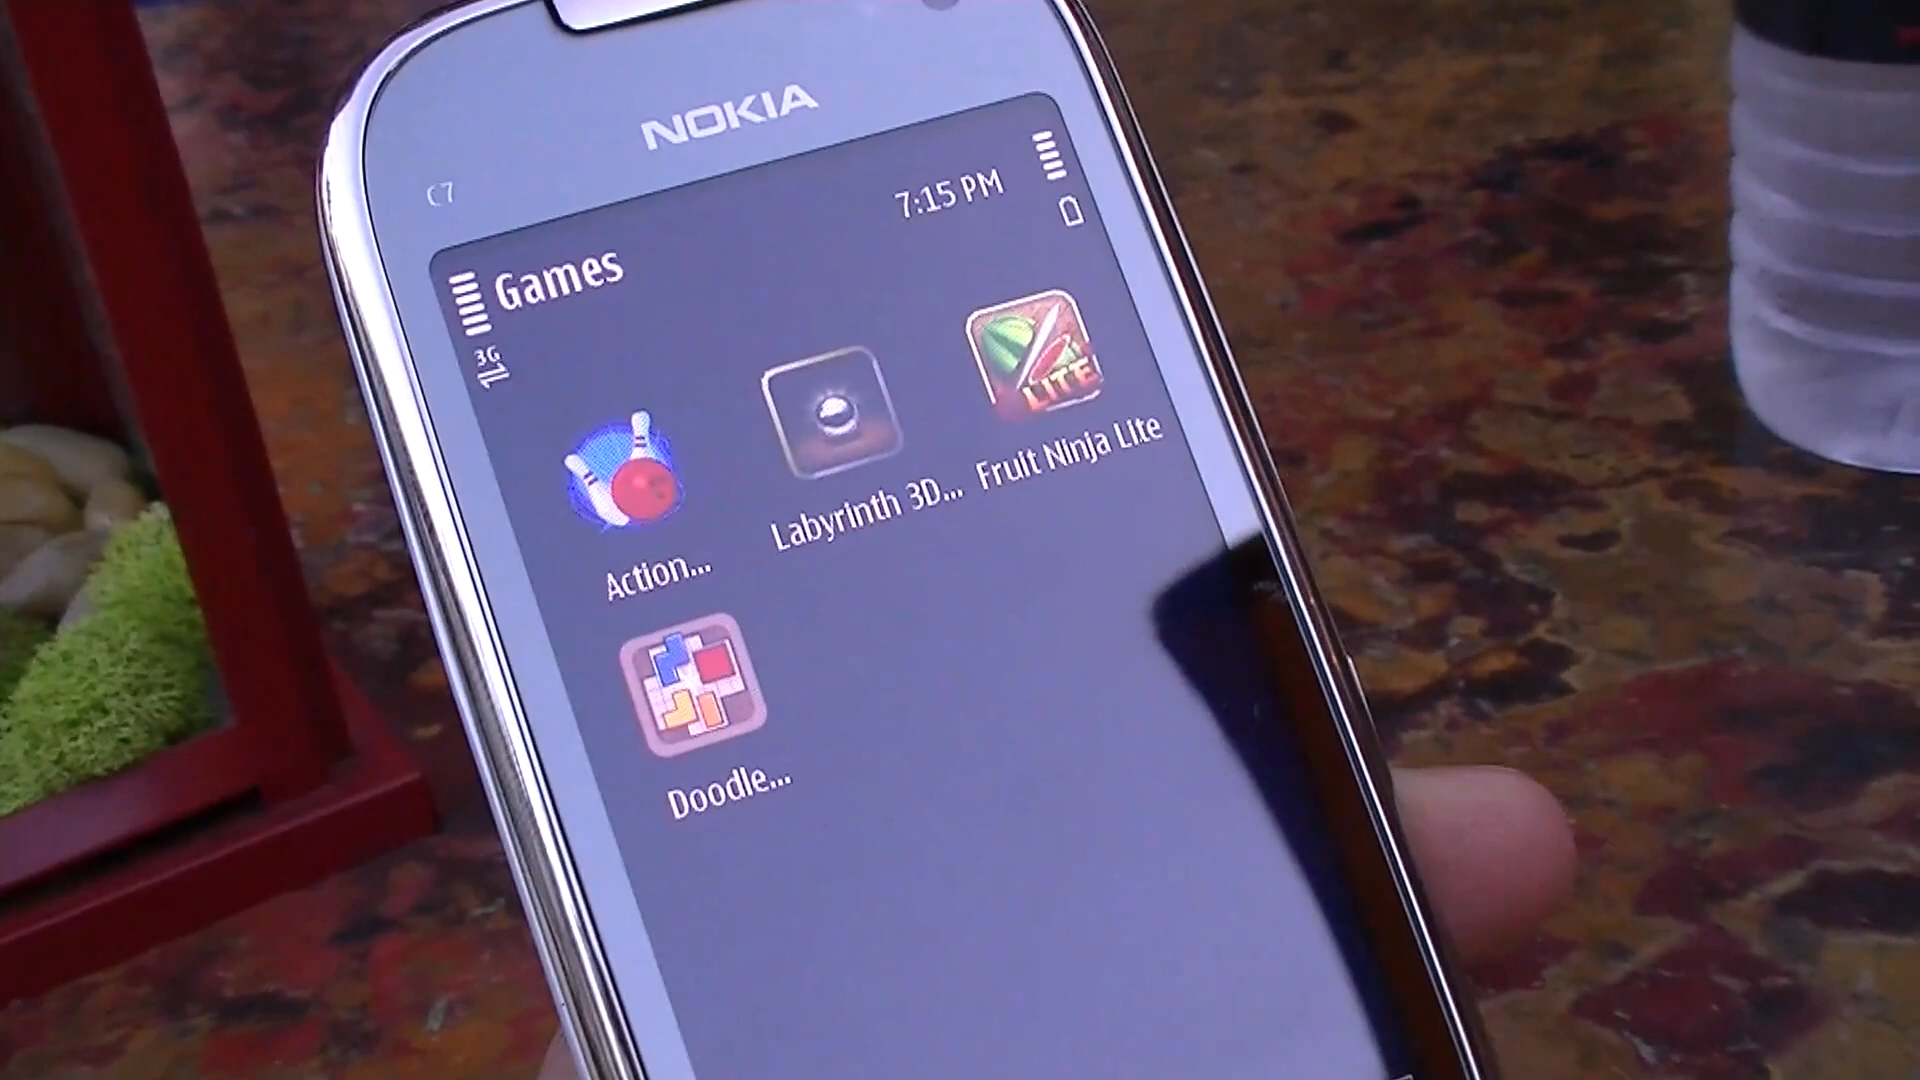 NOKIA
C7
7:15 PM
Games
3G
LITE
Action...
Labyrinth 3D...
Fruit Ninja Lite
Doodle...